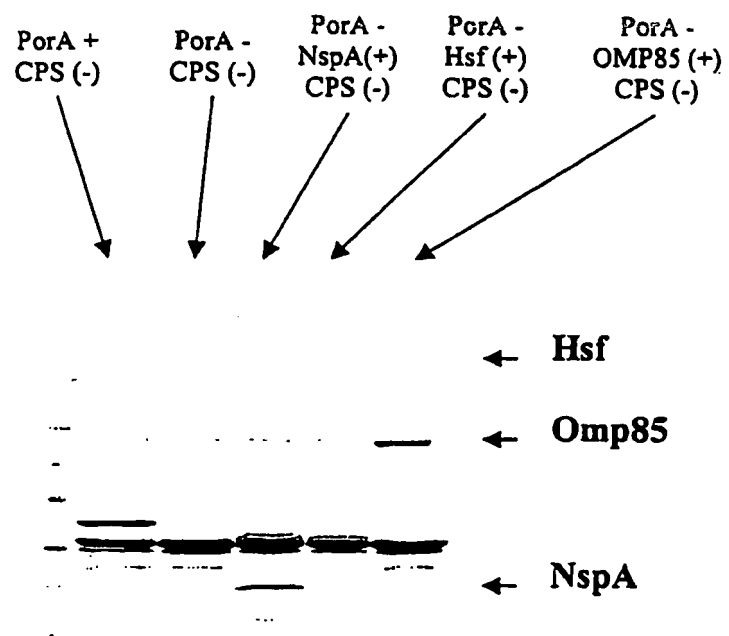 PorA +
CPS (-)
PorA -
CPS (-)
PorA -
NspA(+)
CPS (-)
PorA -
Hsf (+)
CPS (-)
PorA -
OMP85 (+)
CPS (-)
Hsf
Omp85
NspA